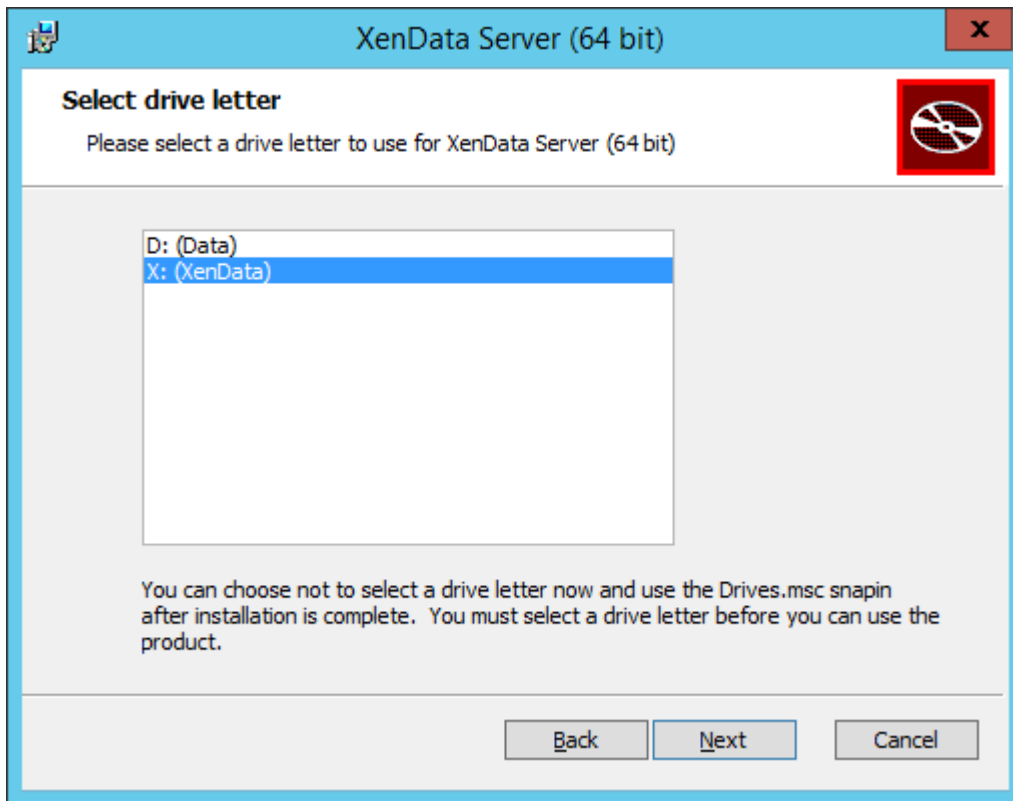 XenData Server (64 bit)
x
Select drive letter
Please select a drive letter to use for XenData Server (64 bit)
D: (Data)
X: (XenData)
You can choose not to select a drive letter now and use the Drives.msc snapin
after installation is complete.  You must select a drive letter before you can use the
product.
Back
Next
Cancel